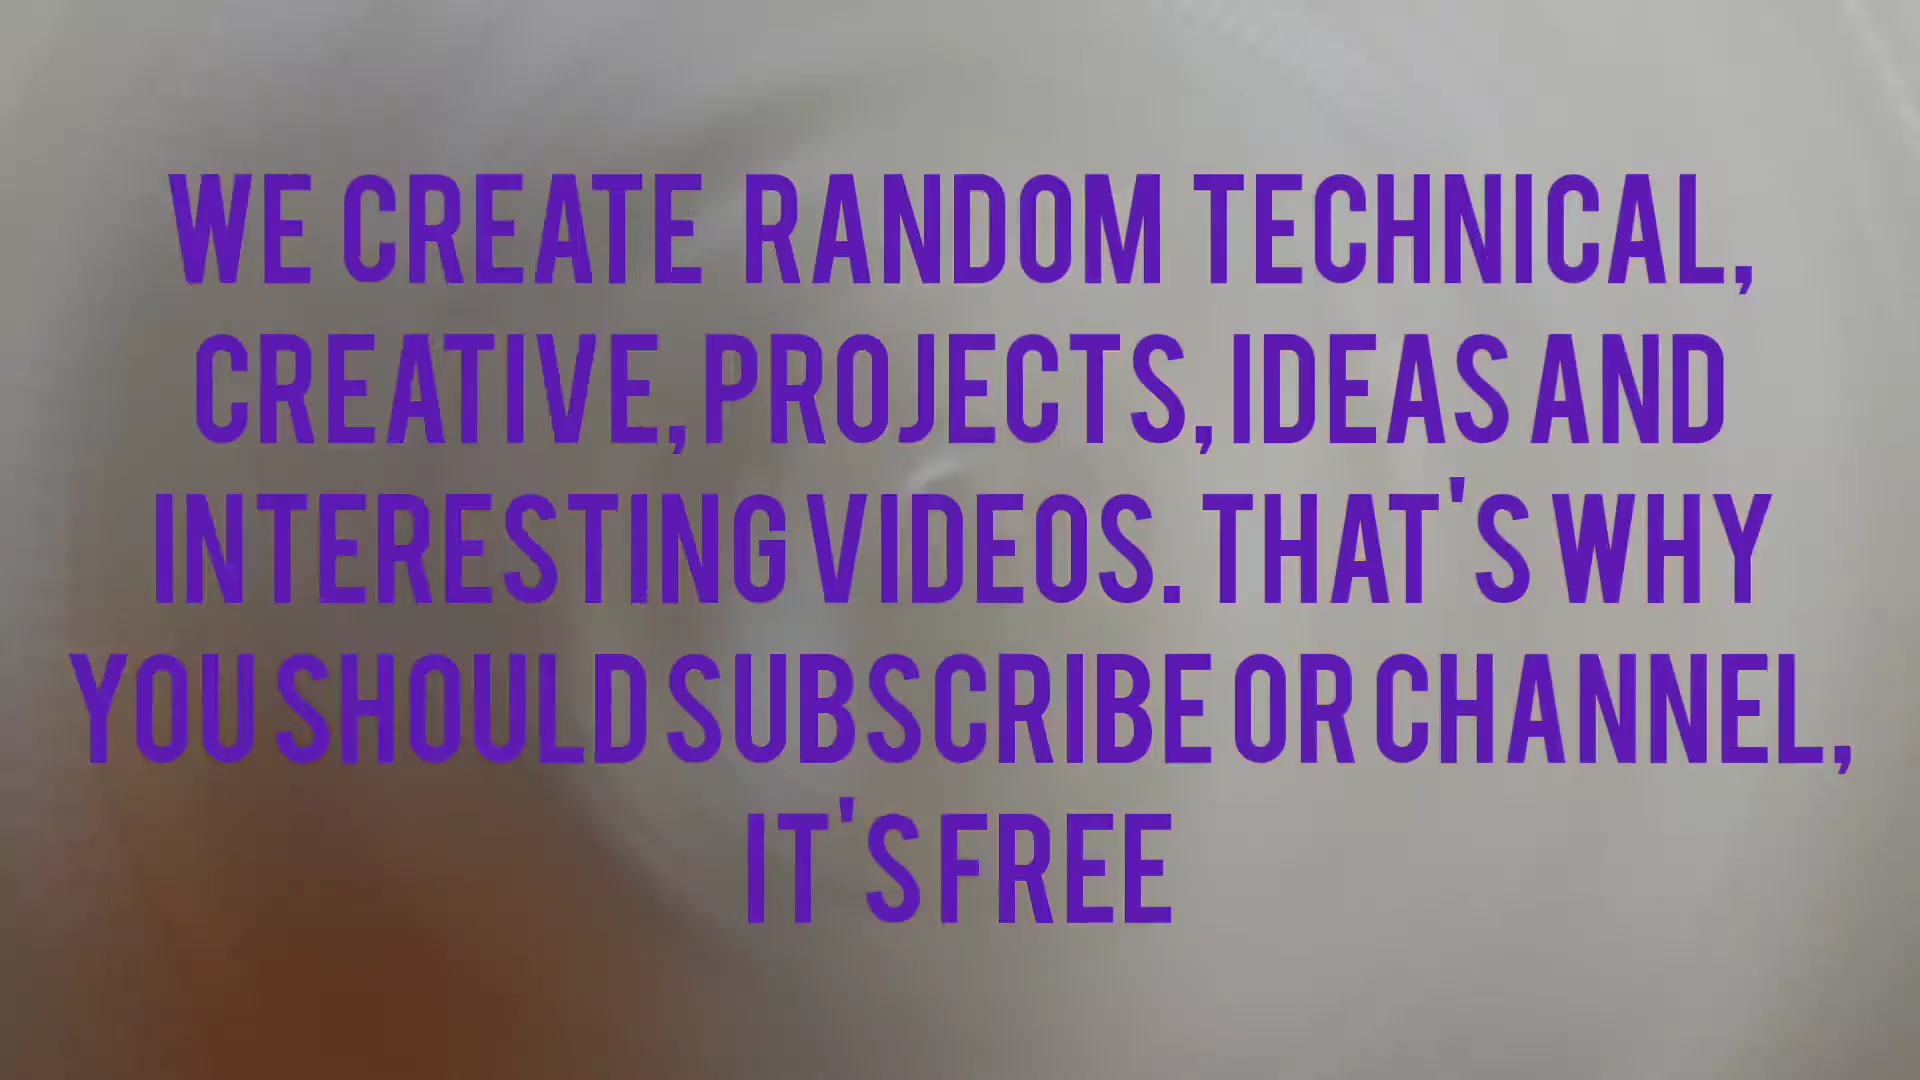 WE CREATE RANDOM TECHNICAL,
CREATIVE, PROJECTS, IDEAS AND
INTERESTING VIDEOS. THAT'S WHY
YOU SHOULD SUBSCRIBE OR CHANNEL,
IT'S FREE